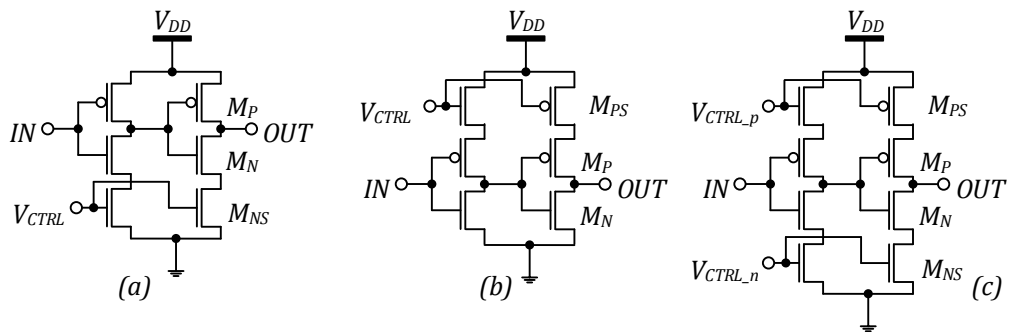 V_DD
IN
M_P
OUT
M_N
V_CTRL
M_NS
(a)
V_DD
V_CTRL
M_PS
M_P
IN
OUT
M_N
(b)
V_DD
V_CTRL_p
M_PS
M_P
IN
OUT
M_N
V_CTRL_n
M_NS
(c)